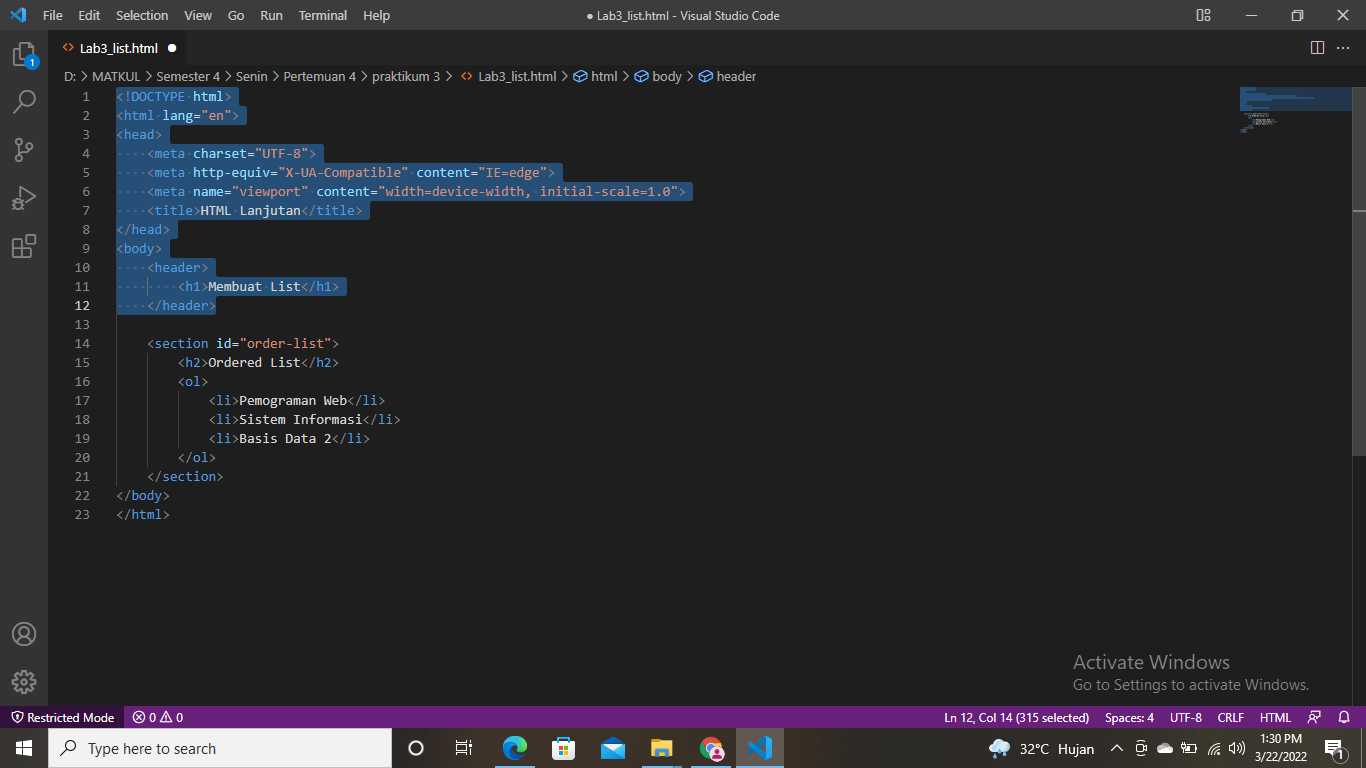 File Edit Selection View Go Run Terminal Help ● Lab3_list.html - Visual Studio Code
Lab3_list.html ●
D: > MATKUL > Semester 4 > Senin > Pertemuan 4 > praktikum 3 > Lab3_list.html > html > body > header
1
1 <!DOCTYPE html>
2 <html lang="en">
3 <head>
4 <meta charset="UTF-8">
5 <meta http-equiv="X-UA-Compatible" content="IE=edge">
6 <meta name="viewport" content="width=device-width, initial-scale=1.0">
7 <title>HTML Lanjutan</title>
8 </head>
9 <body>
10 <header>
11 <h1>Membuat List</h1>
12 </header>
13
14 <section id="order-list">
15 <h2>Ordered List</h2>
16 <ol>
17 <li>Pemograman Web</li>
18 <li>Sistem Informasi</li>
19 <li>Basis Data 2</li>
20 </ol>
21 </section>
22 </body>
23 </html>
Activate Windows
Go to Settings to activate Windows.
Restricted Mode 0 0 Ln 12, Col 14 (315 selected) Spaces: 4 UTF-8 CRLF HTML
Type here to search 32°C Hujan 1:30 PM
3/22/2022 1